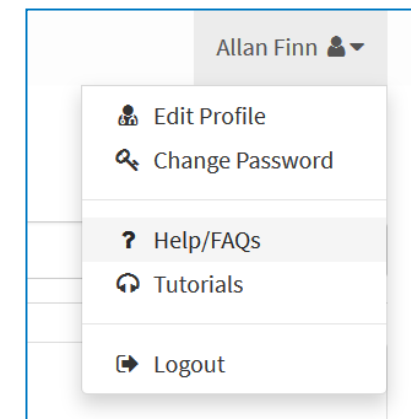 Allan Finn
Edit Profile
Change Password
? Help/FAQs
Tutorials
Logout